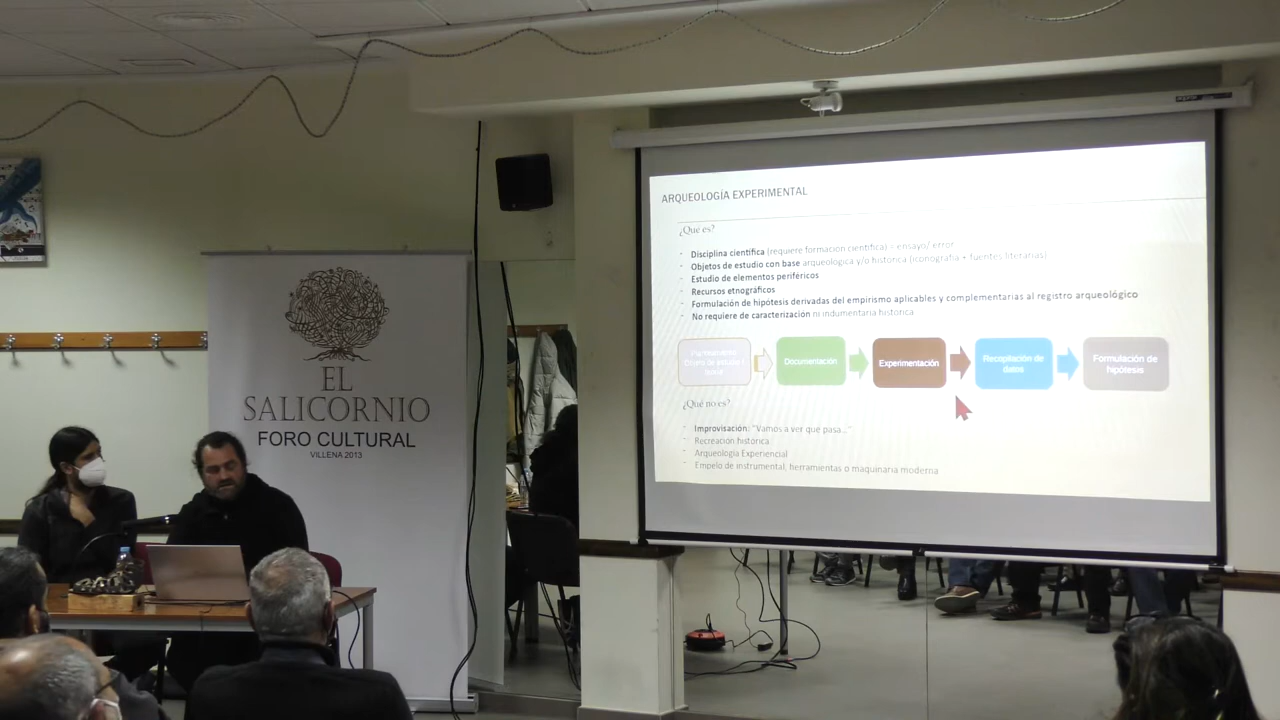 ARQUEOLOGÍA EXPERIMENTAL
¿Qué es?
- Disciplina científica (requiere formación científica) – ensayo/ error
- Objetos de estudio con base arqueológica y/o histórica (iconografía + fuentes literarias)
- Estudio de elementos periféricos
- Recursos etnográficos
- Formulación de hipótesis derivadas del empirismo aplicables y complementarias al registro arqueológico
- No requiere de caracterización ni indumentaria histórica
Documentación
Experimentación
Recopilación de
datos
Formulación de
hipótesis
¿Qué no es?
- Improvisación: "Vamos a ver qué pasa..."
- Recreación histórica
- Arqueología Experiencial
- Empelo de instrumental, herramientas o maquinaria moderna
EL
SALICORNIO
FORO CULTURAL
VILLENA 2013